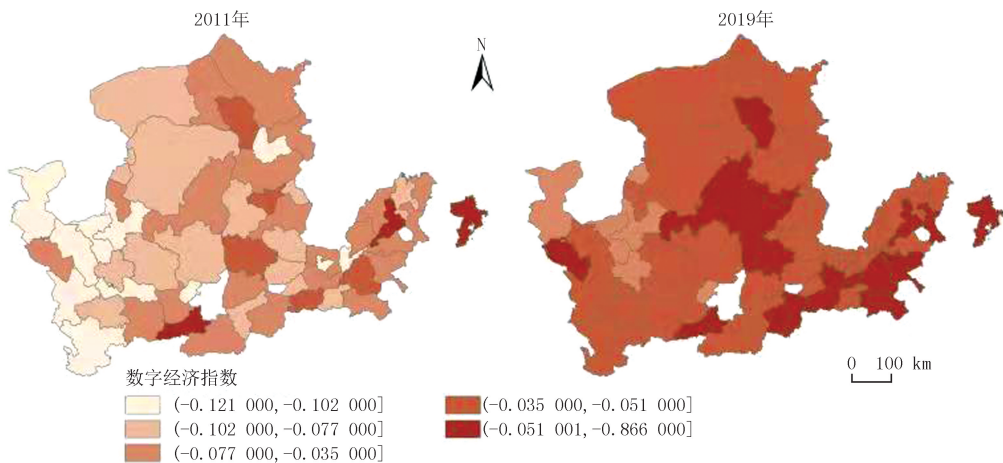 2011年
2019年
N
0 100 km
数字经济指数
(-0.121 000,-0.102 000]
(-0.102 000,-0.077 000]
(-0.077 000,-0.035 000]
(-0.035 000,-0.051 000]
(-0.051 001,-0.866 000]